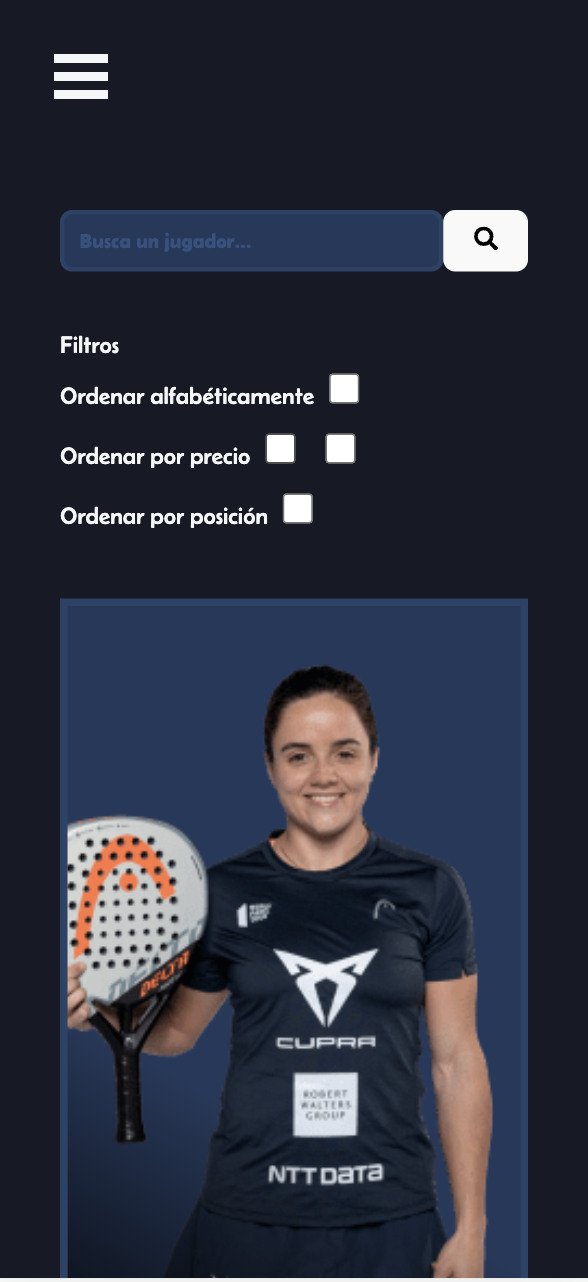 Busca un jugador...
Filtros
Ordenar alfabéticamente
Ordenar por precio
Ordenar por posición
DELTA
CUPRA
ROBERT
WALTERS
GROUP
NTT DATA